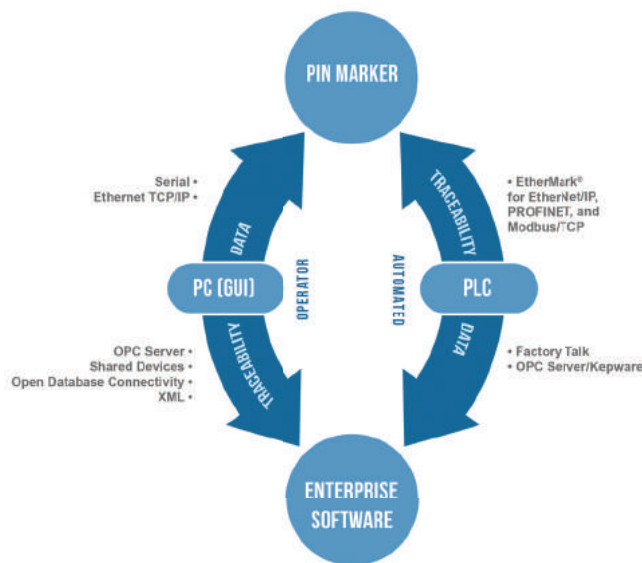 PIN MARKER
Serial •
Ethernet TCP/IP •
DATA
TRACEABILITY
• EtherMark®
for EtherNet/IP,
PROFINET, and
Modbus/TCP
PC (GUI)
OPERATOR
AUTOMATED
PLC
OPC Server •
Shared Devices •
Open Database Connectivity •
XML •
TRACEABILITY
DATA
• Factory Talk
• OPC Server/Kepware
ENTERPRISE
SOFTWARE